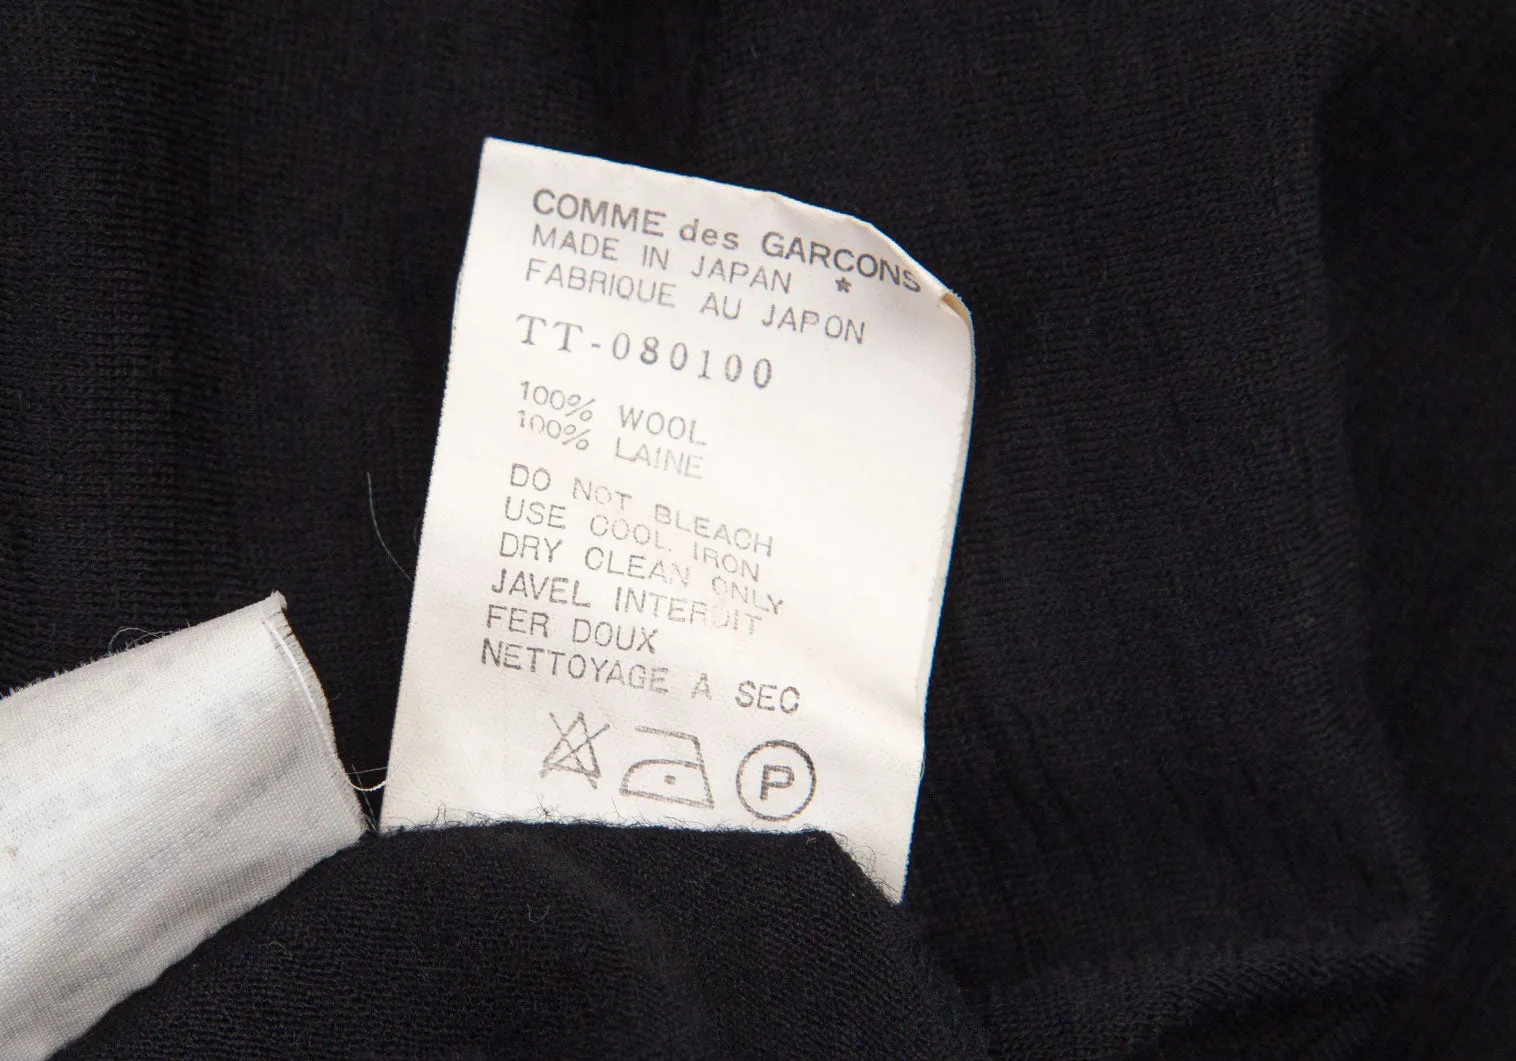 COMME des GARCONS
MADE IN JAPAN ★
FABRIQUE AU JAPON
TT-080100
100% WOOL
100% LAINE
DO NOT BLEACH
USE COOL IRON
DRY CLEAN ONLY
JAVEL INTERDIT
FER DOUX
NETTOYAGE A SEC
P